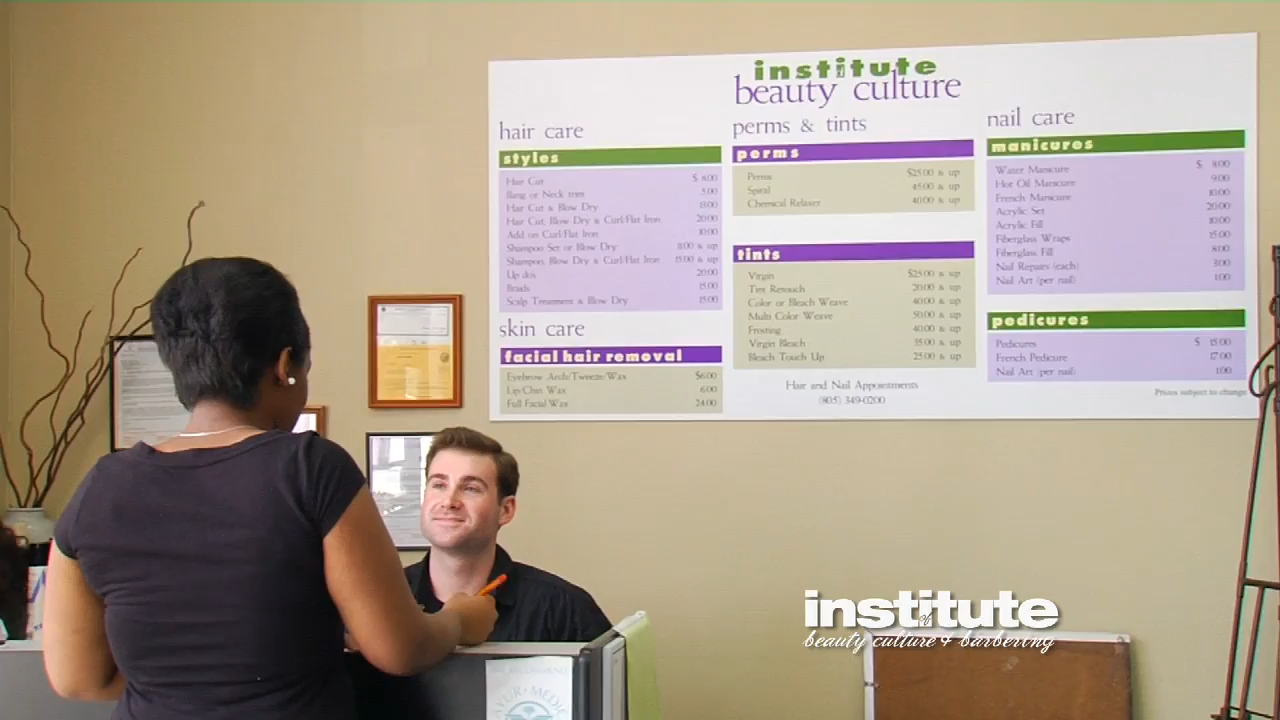 institute
of
beauty culture
hair care
styles
Hair Cut $ 8.00
Bang or Neck trim 5.00
Hair Cut & Blow Dry 13.00
Hair Cut, Blow Dry & Curl/Flat Iron 20.00
Add on Curl/Flat Iron 10.00
Shampoo Set or Blow Dry 11.00 & up
Shampoo, Blow Dry & Curl/Flat Iron 15.00 & up
Up dos 20.00
Braids 15.00
Scalp Treatment & Blow Dry 15.00
skin care
facial hair removal
Eyebrow Arch/Tweeze/Wax $6.00
Lip/Chin Wax 6.00
Full Facial Wax 24.00
perms & tints
perms
Perms $25.00 & up
Spiral 45.00 & up
Chemical Relaxer 40.00 & up
tints
Virgin $25.00 & up
Tint Retouch 20.00 & up
Color or Bleach Weave 40.00 & up
Multi Color Weave 50.00 & up
Frosting 40.00 & up
Virgin Bleach 35.00 & up
Bleach Touch Up 25.00 & up
Hair and Nail Appointments
(805) 349-0200
nail care
manicures
Water Manicure $ 8.00
Hot Oil Manicure 9.00
French Manicure 10.00
Acrylic Set 20.00
Acrylic Fill 10.00
Fiberglass Wraps 15.00
Fiberglass Fill 8.00
Nail Repairs (each) 3.00
Nail Art (per nail) 1.00
pedicures
Pedicures $ 15.00
French Pedicure 17.00
Nail Art (per nail) 1.00
Prices subject to change
institute
of
beauty culture & barbering